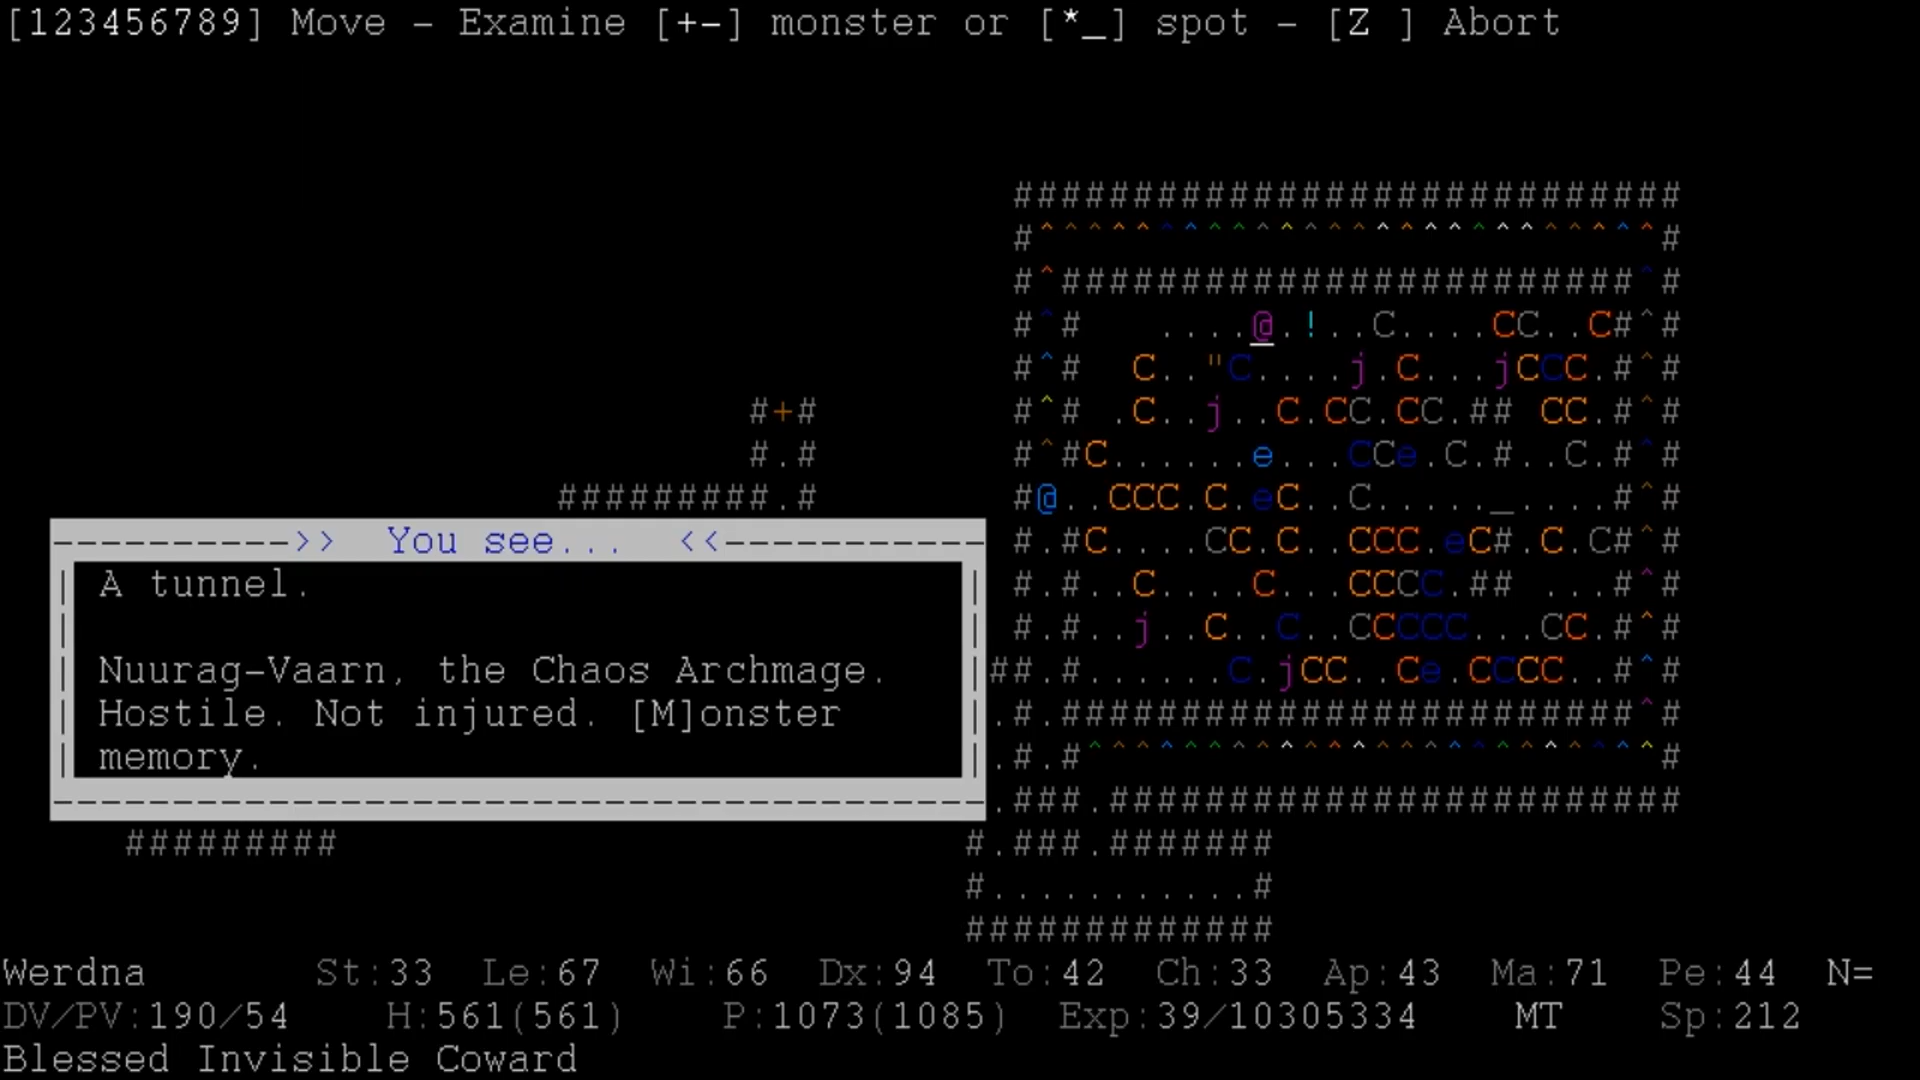 [123456789] Move - Examine [+-] monster or [*_] spot - [Z ] Abort
>> You see... <<
A tunnel.
Nuurag-Vaarn, the Chaos Archmage.
Hostile. Not injured. [M]onster
memory.
Werdna St:33 Le:67 Wi:66 Dx:94 To:42 Ch:33 Ap:43 Ma:71 Pe:44 N=
DV/PV:190/54 H:561(561) P:1073(1085) Exp:39/10305334 MT Sp:212
Blessed Invisible Coward